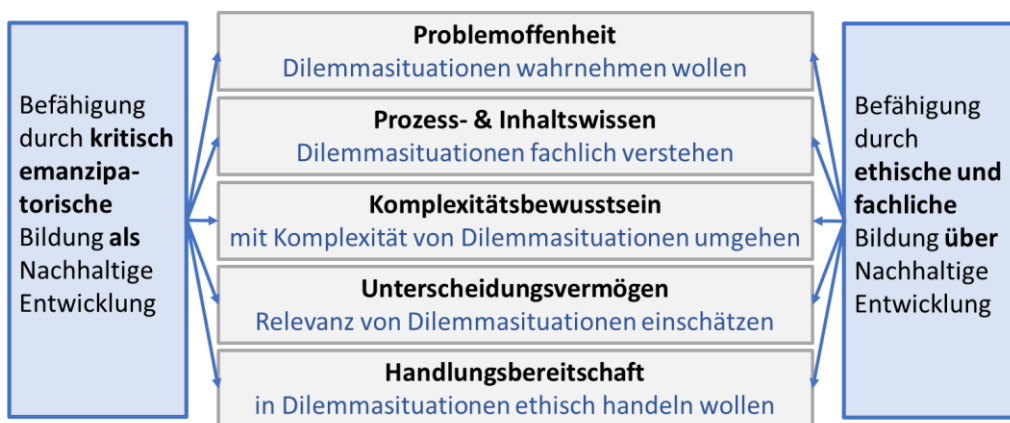 Befähigung
durch kritisch
emanzipa-
torische
Bildung als
Nachhaltige
Entwicklung
Problemoffenheit
Dilemmasituationen wahrnehmen wollen
Prozess- & Inhaltswissen
Dilemmasituationen fachlich verstehen
Komplexitätsbewusstsein
mit Komplexität von Dilemmasituationen umgehen
Unterscheidungsvermögen
Relevanz von Dilemmasituationen einschätzen
Handlungsbereitschaft
in Dilemmasituationen ethisch handeln wollen
Befähigung
durch
ethische und
fachliche
Bildung über
Nachhaltige
Entwicklung